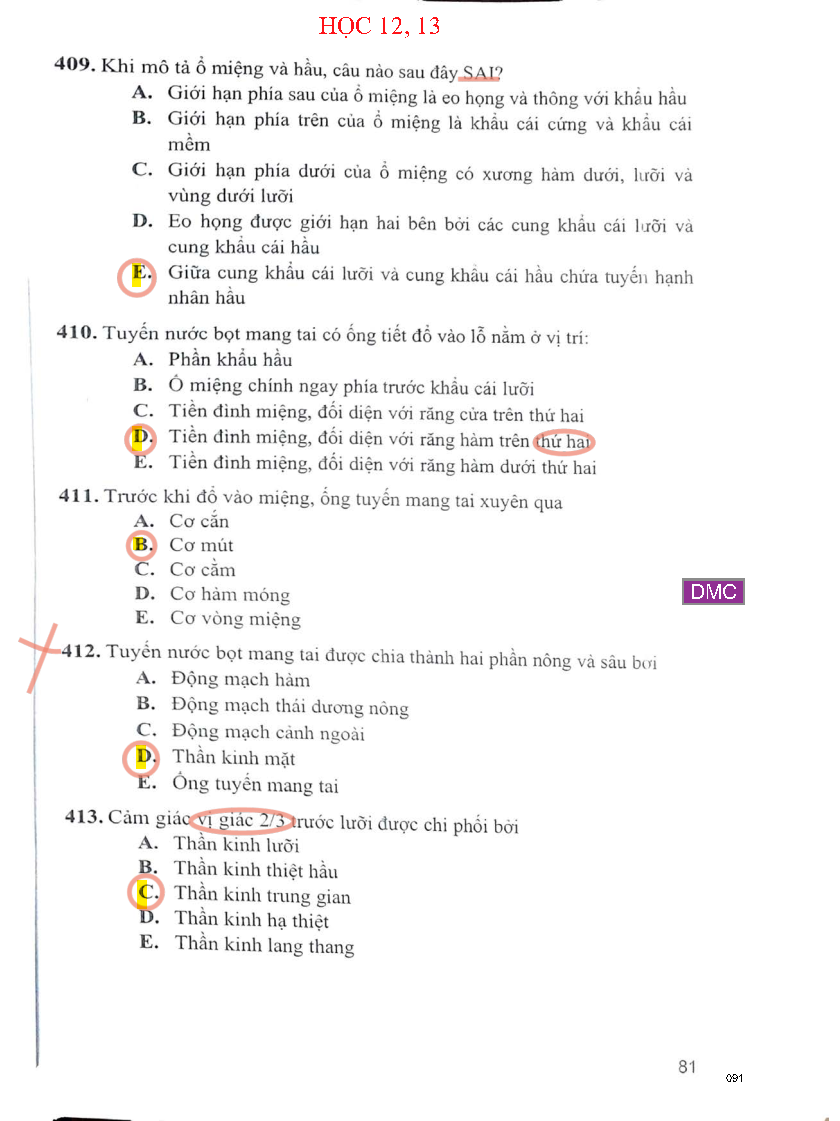 HỌC 12, 13
409. Khi mô tả ổ miệng và hầu, câu nào sau đây SAI?
A. Giới hạn phía sau của ổ miệng là eo họng và thông với khẩu hầu
B. Giới hạn phía trên của ổ miệng là khẩu cái cứng và khẩu cái
mềm
C. Giới hạn phía dưới của ổ miệng có xương hàm dưới, lưỡi và
vùng dưới lưỡi
D. Eo họng được giới hạn hai bên bởi các cung khẩu cái lưỡi và
cung khẩu cái hầu
E. Giữa cung khẩu cái lưỡi và cung khẩu cái hầu chứa tuyến hạnh
nhân hầu
410. Tuyến nước bọt mang tai có ống tiết đổ vào lỗ nằm ở vị trí:
A. Phần khẩu hầu
B. Ổ miệng chính ngay phía trước khẩu cái lưỡi
C. Tiền đình miệng, đối diện với răng cửa trên thứ hai
D. Tiền đình miệng, đối diện với răng hàm trên thứ hai
E. Tiền đình miệng, đối diện với răng hàm dưới thứ hai
411. Trước khi đổ vào miệng, ống tuyến mang tai xuyên qua
A. Cơ cắn
B. Cơ mút
C. Cơ cằm
D. Cơ hàm móng
E. Cơ vòng miệng
DMC
412. Tuyến nước bọt mang tai được chia thành hai phần nông và sâu bơi
A. Động mạch hàm
B. Động mạch thái dương nông
C. Động mạch cảnh ngoài
D. Thần kinh mặt
E. Ống tuyến mang tai
413. Cảm giác vị giác 2/3 trước lưỡi được chi phối bởi
A. Thần kinh lưỡi
B. Thần kinh thiệt hầu
C. Thần kinh trung gian
D. Thần kinh hạ thiệt
E. Thần kinh lang thang
81
091